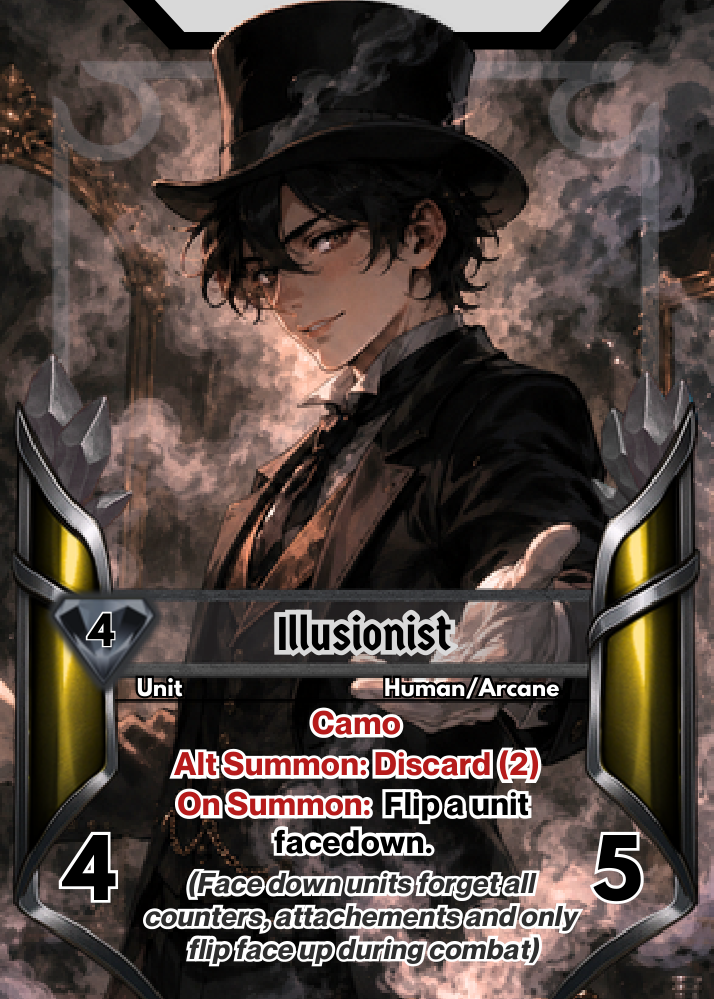 4
Illusionist
Unit Human/Arcane
Camo
Alt Summon: Discard (2)
On Summon: Flip a unit
facedown.
(Face down units forget all
counters, attachements and only
flip face up during combat)
4 5